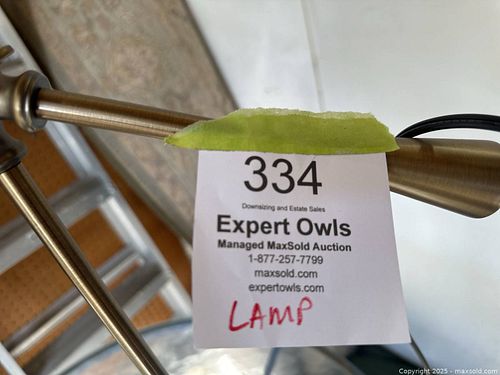 334
Downsizing and Estate Sales
Expert Owls
Managed MaxSold Auction
1-877-257-7799
maxsold.com
expertowls.com
LAMP
Copyright 2025 - maxsold.com